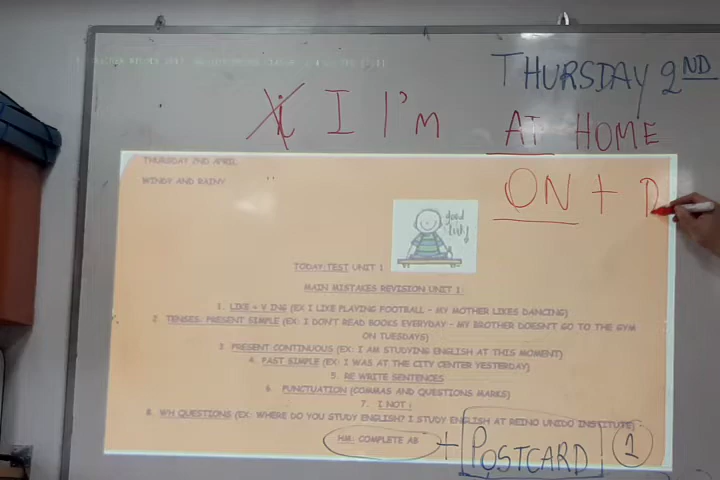 THURSDAY 2ND
i I I'm AT HOME
ON + D
THURSDAY 2ND APRIL
WINDY AND RAINY
good luck!
TODAY:TEST UNIT 1
MAIN MISTAKES REVISION UNIT 1:
1. LIKE + V ING (EX I LIKE PLAYING FOOTBALL - MY MOTHER LIKES DANCING)
2. TENSES: PRESENT SIMPLE (EX: I DON'T READ BOOKS EVERYDAY - MY BROTHER DOESN'T GO TO THE GYM
ON TUESDAYS)
3. PRESENT CONTINUOUS (EX: I AM STUDYING ENGLISH AT THIS MOMENT)
4. PAST SIMPLE (EX: I WAS AT THE CITY CENTER YESTERDAY)
5. RE WRITE SENTENCES
6. PUNCTUATION (COMMAS AND QUESTIONS MARKS)
7. I NOT i
8. WH QUESTIONS (EX: WHERE DO YOU STUDY ENGLISH? I STUDY ENGLISH AT REINO UNIDO INSTITUTE)
HM: COMPLETE AB + POSTCARD 1